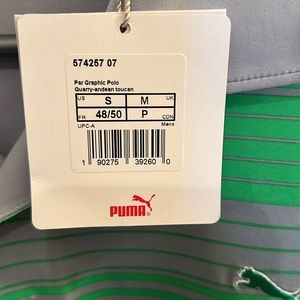 574257 07
Par Graphic Polo
Quarry-andean toucan
US S M UK
FR 48/50 P CDN
UPC-A Mens
1 90275 39260 0
PUMA®